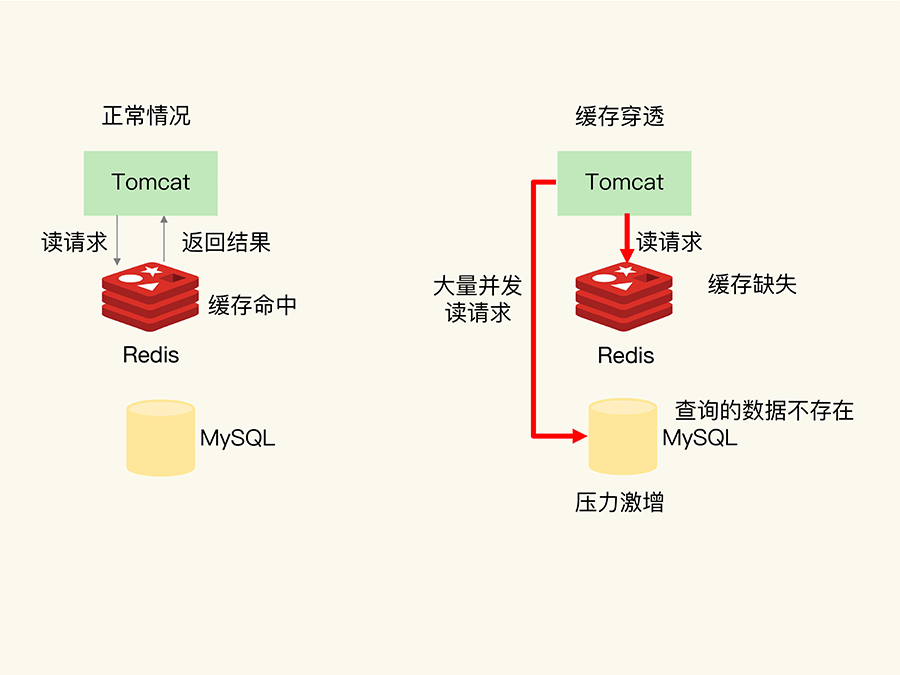 正常情况
Tomcat
读请求
返回结果
缓存命中
Redis
MySQL
缓存穿透
Tomcat
读请求
大量并发
读请求
缓存缺失
Redis
查询的数据不存在
MySQL
压力激增